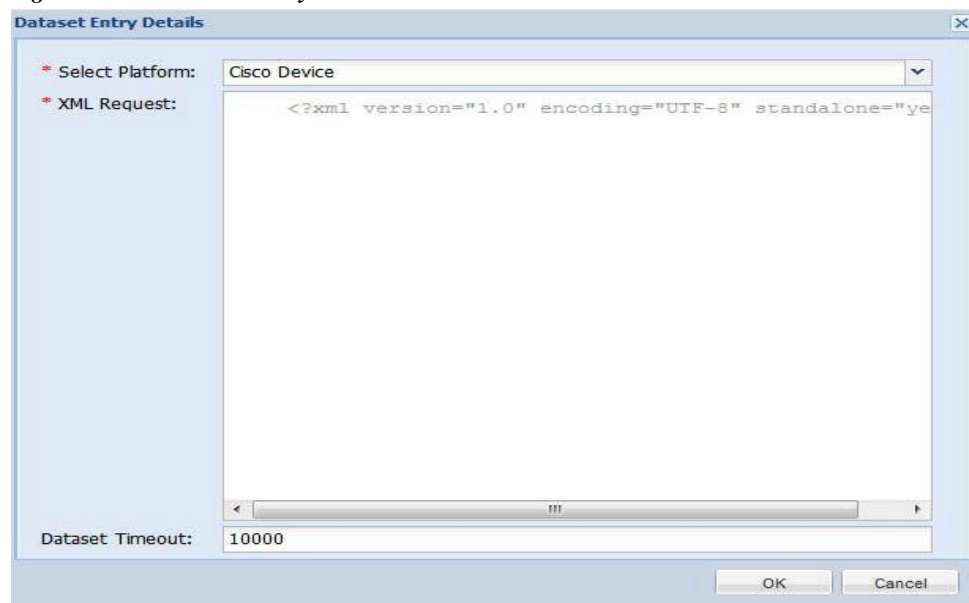 Dataset Entry Details
* Select Platform: Cisco Device
* XML Request: <?xml version="1.0" encoding="UTF-8" standalone="ye
Dataset Timeout: 10000
OK Cancel